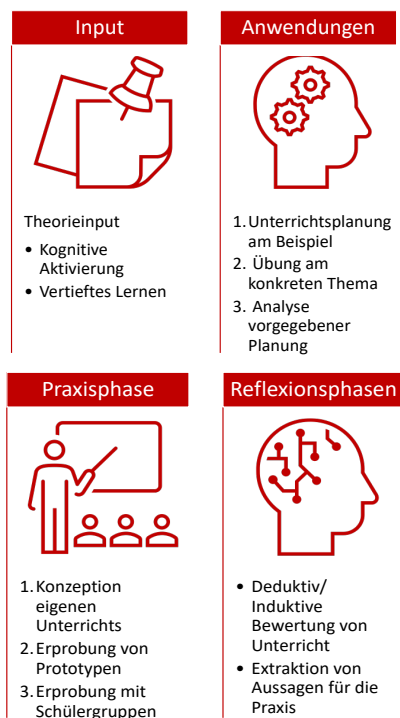 Input
Theorieinput
• Kognitive
Aktivierung
• Vertieftes Lernen
Anwendungen
1. Unterrichtsplanung
am Beispiel
2. Übung am
konkreten Thema
3. Analyse
vorgegebener
Planung
Praxisphase
1. Konzeption
eigenen
Unterrichts
2. Erprobung von
Prototypen
3. Erprobung mit
Schülergruppen
Reflexionsphasen
• Deduktiv/
Induktive
Bewertung von
Unterricht
• Extraktion von
Aussagen für die
Praxis